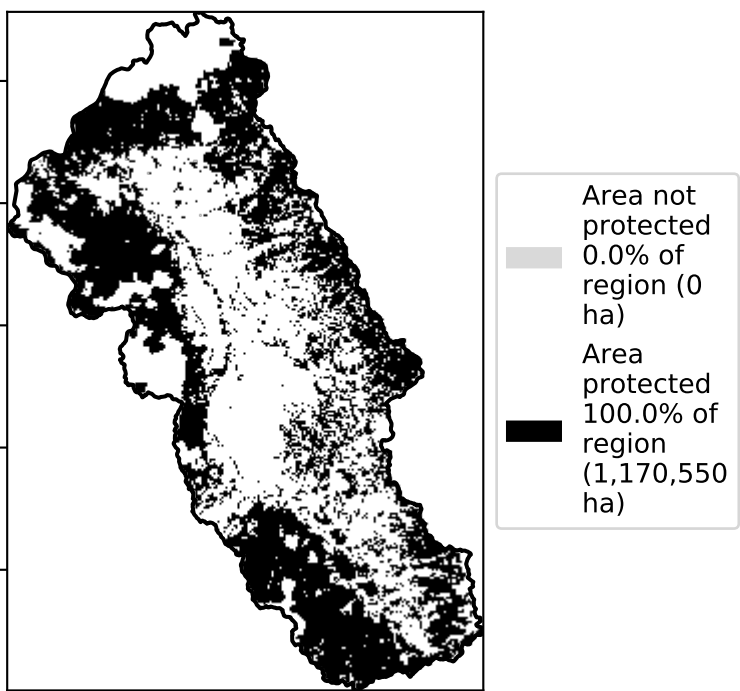 Area not
protected
0.0% of
region (0
ha)
Area
protected
100.0% of
region
(1,170,550
ha)